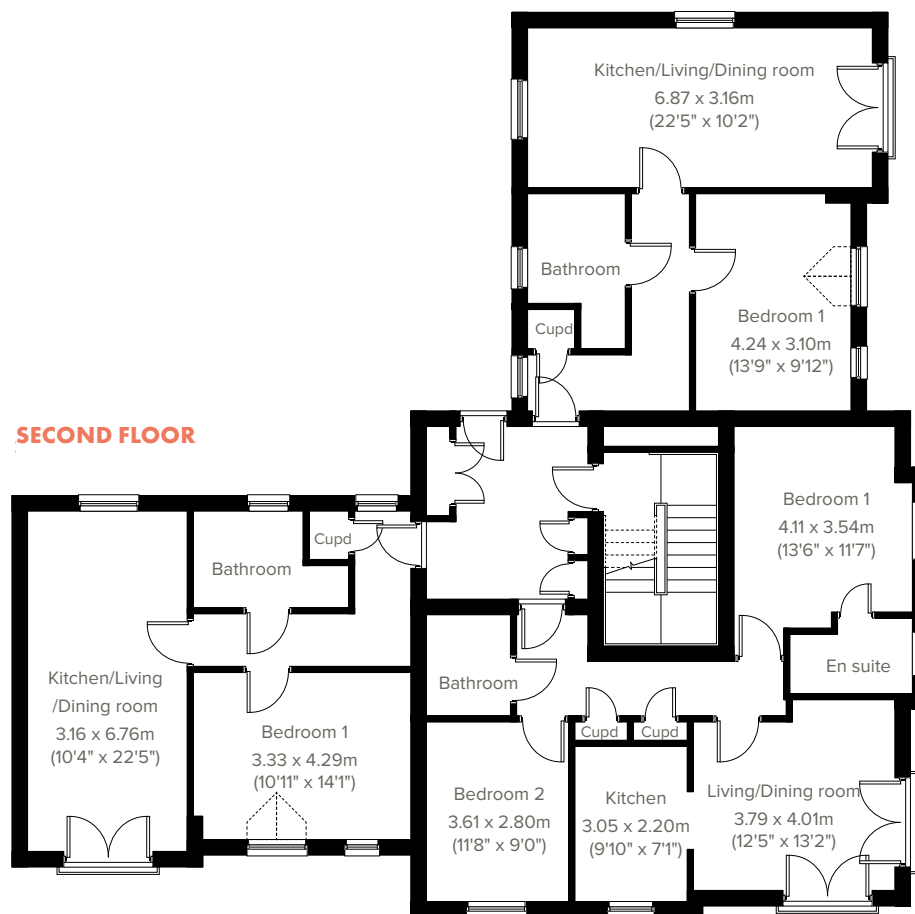 Kitchen/Living/Dining room
6.87 x 3.16m
(22'5" x 10'2")
Bathroom
Cupd
Bedroom 1
4.24 x 3.10m
(13'9" x 9'12")
SECOND FLOOR
Bedroom 1
4.11 x 3.54m
(13'6" x 11'7")
Cupd
Bathroom
Kitchen/Living
/Dining room
3.16 x 6.76m
(10'4" x 22'5")
Bedroom 1
3.33 x 4.29m
(10'11" x 14'1")
Bathroom
En suite
Cupd
Cupd
Bedroom 2
3.61 x 2.80m
(11'8" x 9'0")
Kitchen
3.05 x 2.20m
(9'10" x 7'1")
Living/Dining room
3.79 x 4.01m
(12'5" x 13'2")